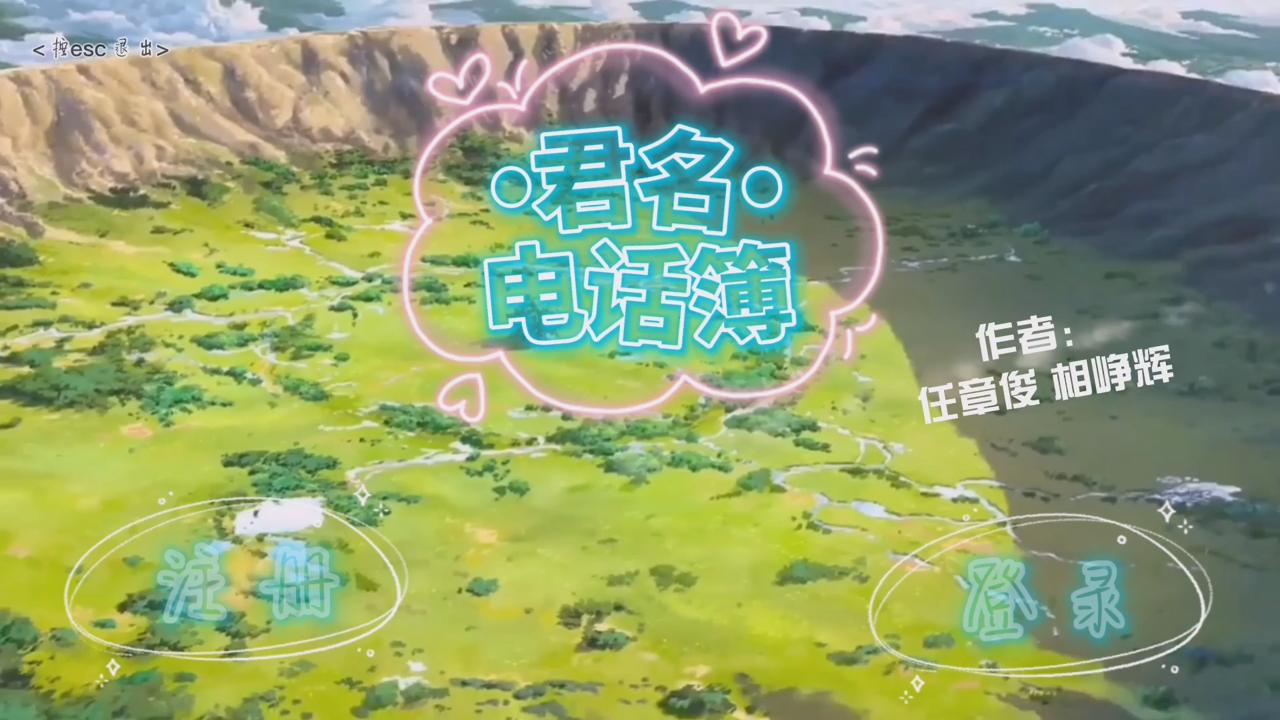 <按esc 退 出>
·君名·
电话簿
作者：
任章俊 相峥辉
注 册
登 录